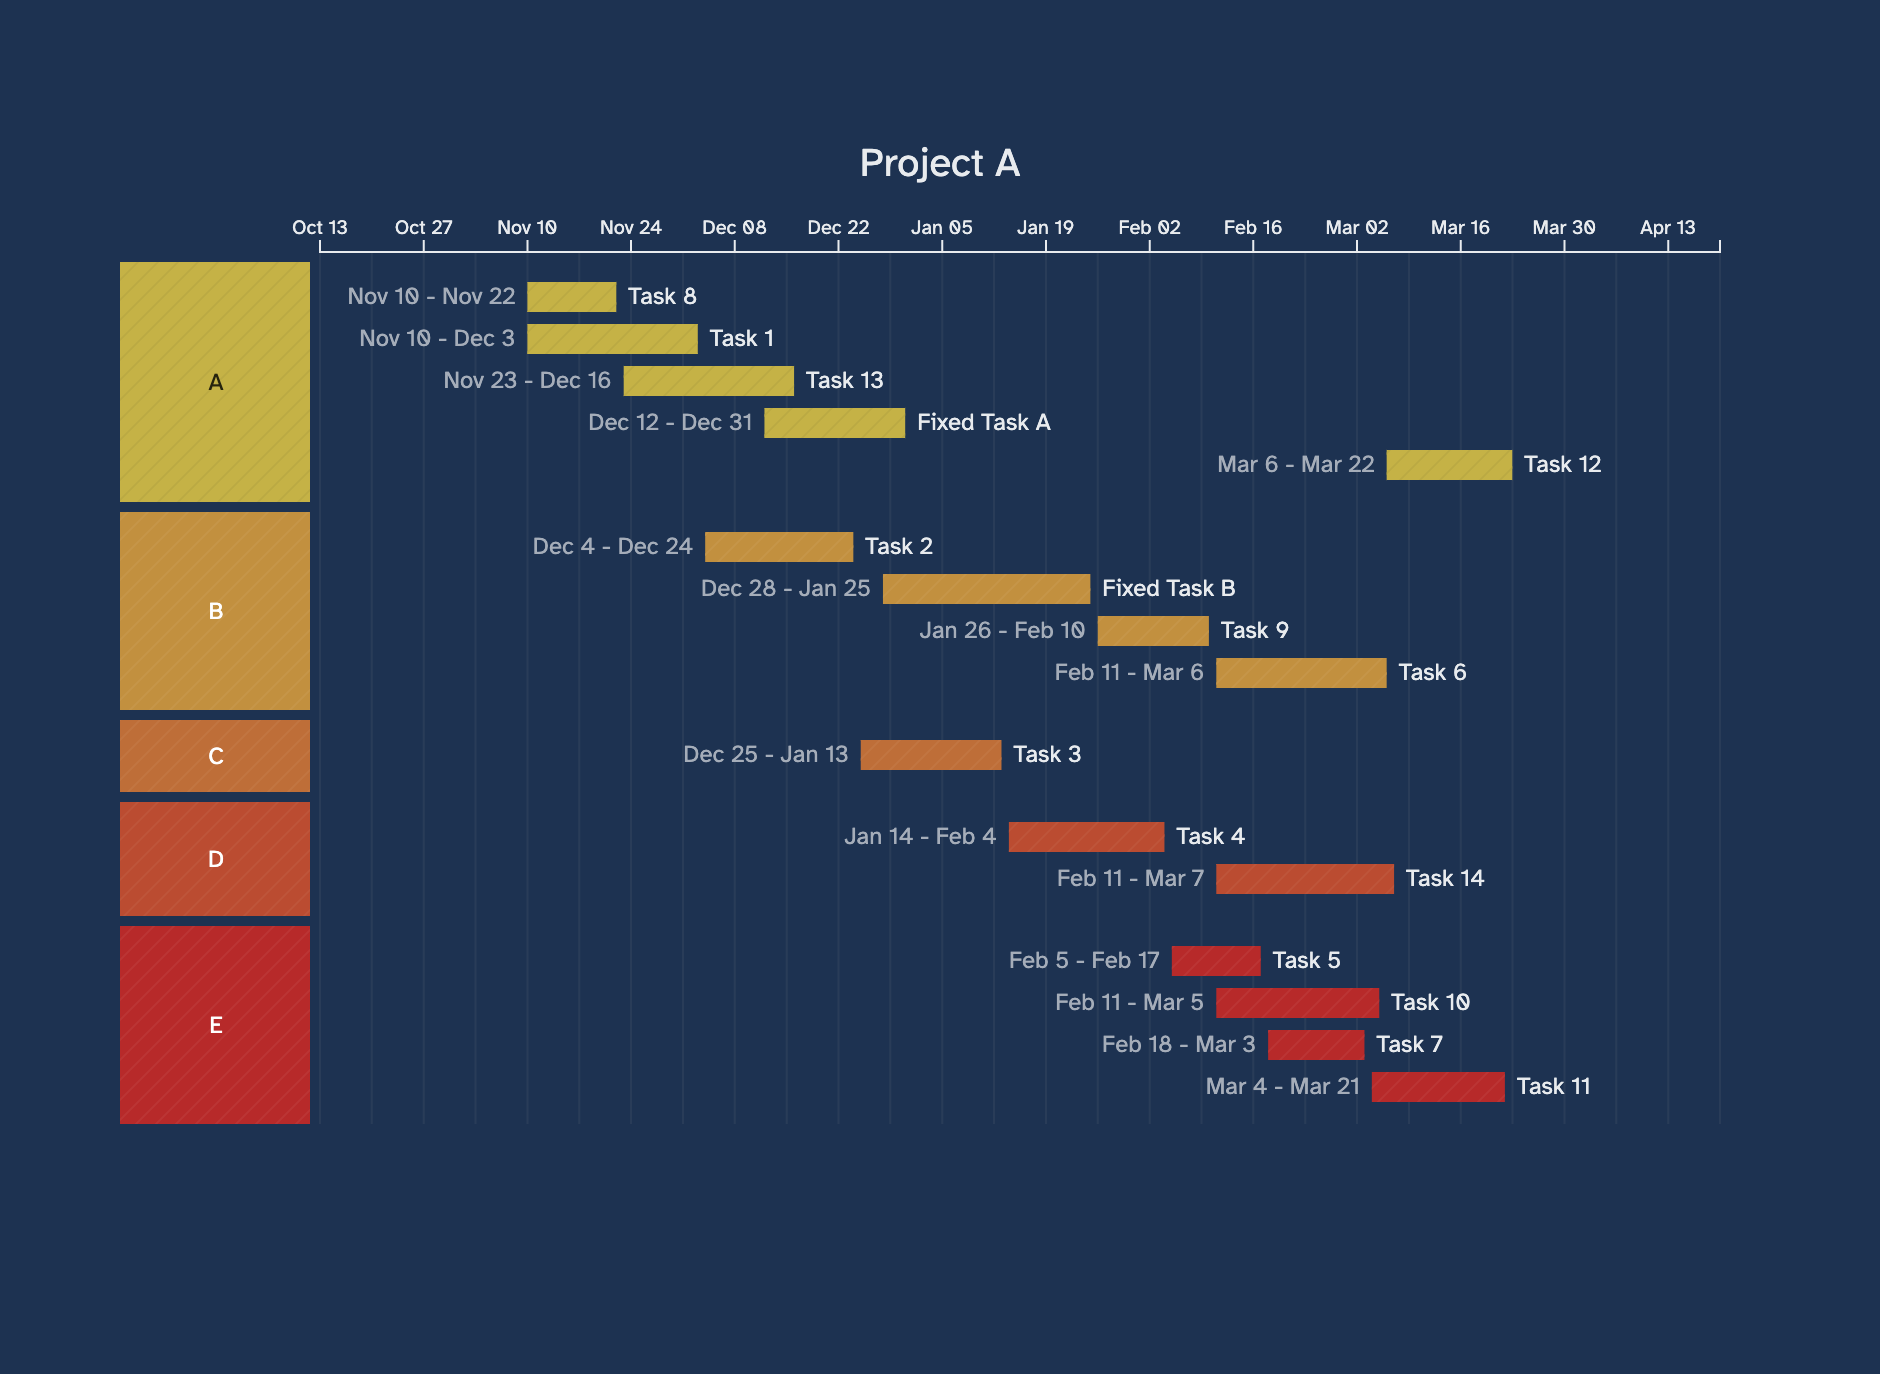 Project A
Oct 13 Oct 27 Nov 10 Nov 24 Dec 08 Dec 22 Jan 05 Jan 19 Feb 02 Feb 16 Mar 02 Mar 16 Mar 30 Apr 13
A
Nov 10 - Nov 22 Task 8
Nov 10 - Dec 3 Task 1
Nov 23 - Dec 16 Task 13
Dec 12 - Dec 31 Fixed Task A
Mar 6 - Mar 22 Task 12
B
Dec 4 - Dec 24 Task 2
Dec 28 - Jan 25 Fixed Task B
Jan 26 - Feb 10 Task 9
Feb 11 - Mar 6 Task 6
C
Dec 25 - Jan 13 Task 3
D
Jan 14 - Feb 4 Task 4
Feb 11 - Mar 7 Task 14
E
Feb 5 - Feb 17 Task 5
Feb 11 - Mar 5 Task 10
Feb 18 - Mar 3 Task 7
Mar 4 - Mar 21 Task 11